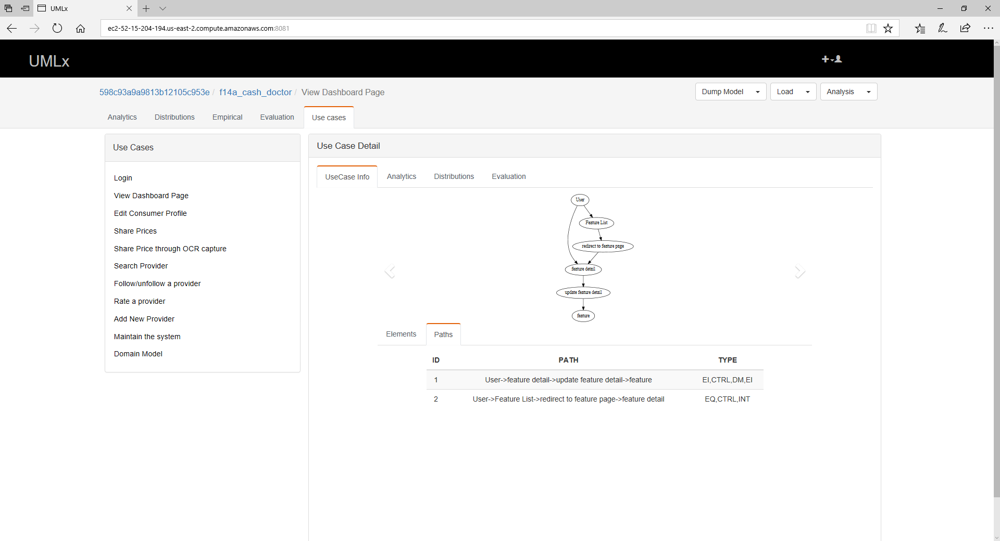 UMLx
ec2-52-15-204-194.us-east-2.compute.amazonaws.com:8081
UMLx
598c93a9a9813b12105c953e / f14a_cash_doctor / View Dashboard Page
Dump Model Load Analysis
Analytics Distributions Empirical Evaluation Use cases
Use Cases
Login
View Dashboard Page
Edit Consumer Profile
Share Prices
Share Price through OCR capture
Search Provider
Follow/unfollow a provider
Rate a provider
Add New Provider
Maintain the system
Domain Model
Use Case Detail
UseCase Info Analytics Distributions Evaluation
User
Feature List
redirect to feature page
feature detail
update feature detail
feature
Elements Paths
ID PATH TYPE
1 User->feature detail->update feature detail->feature EI,CTRL,DM,EI
2 User->Feature List->redirect to feature page->feature detail EQ,CTRL,INT